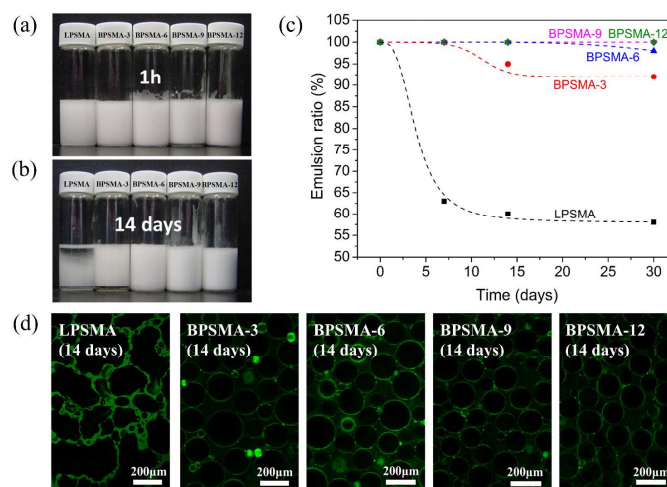 (a)
LPSMA BPSMA-3 BPSMA-6 BPSMA-9 BPSMA-12
1h
(b)
LPSMA BPSMA-3 BPSMA-6 BPSMA-9 BPSMA-12
14 days
(c)
Emulsion ratio (%)
100
95
90
85
80
75
70
65
60
55
50
0 5 10 15 20 25 30
Time (days)
BPSMA-9 BPSMA-12
BPSMA-6
BPSMA-3
LPSMA
(d)
LPSMA
(14 days)
200μm
BPSMA-3
(14 days)
200μm
BPSMA-6
(14 days)
200μm
BPSMA-9
(14 days)
200μm
BPSMA-12
(14 days)
200μm